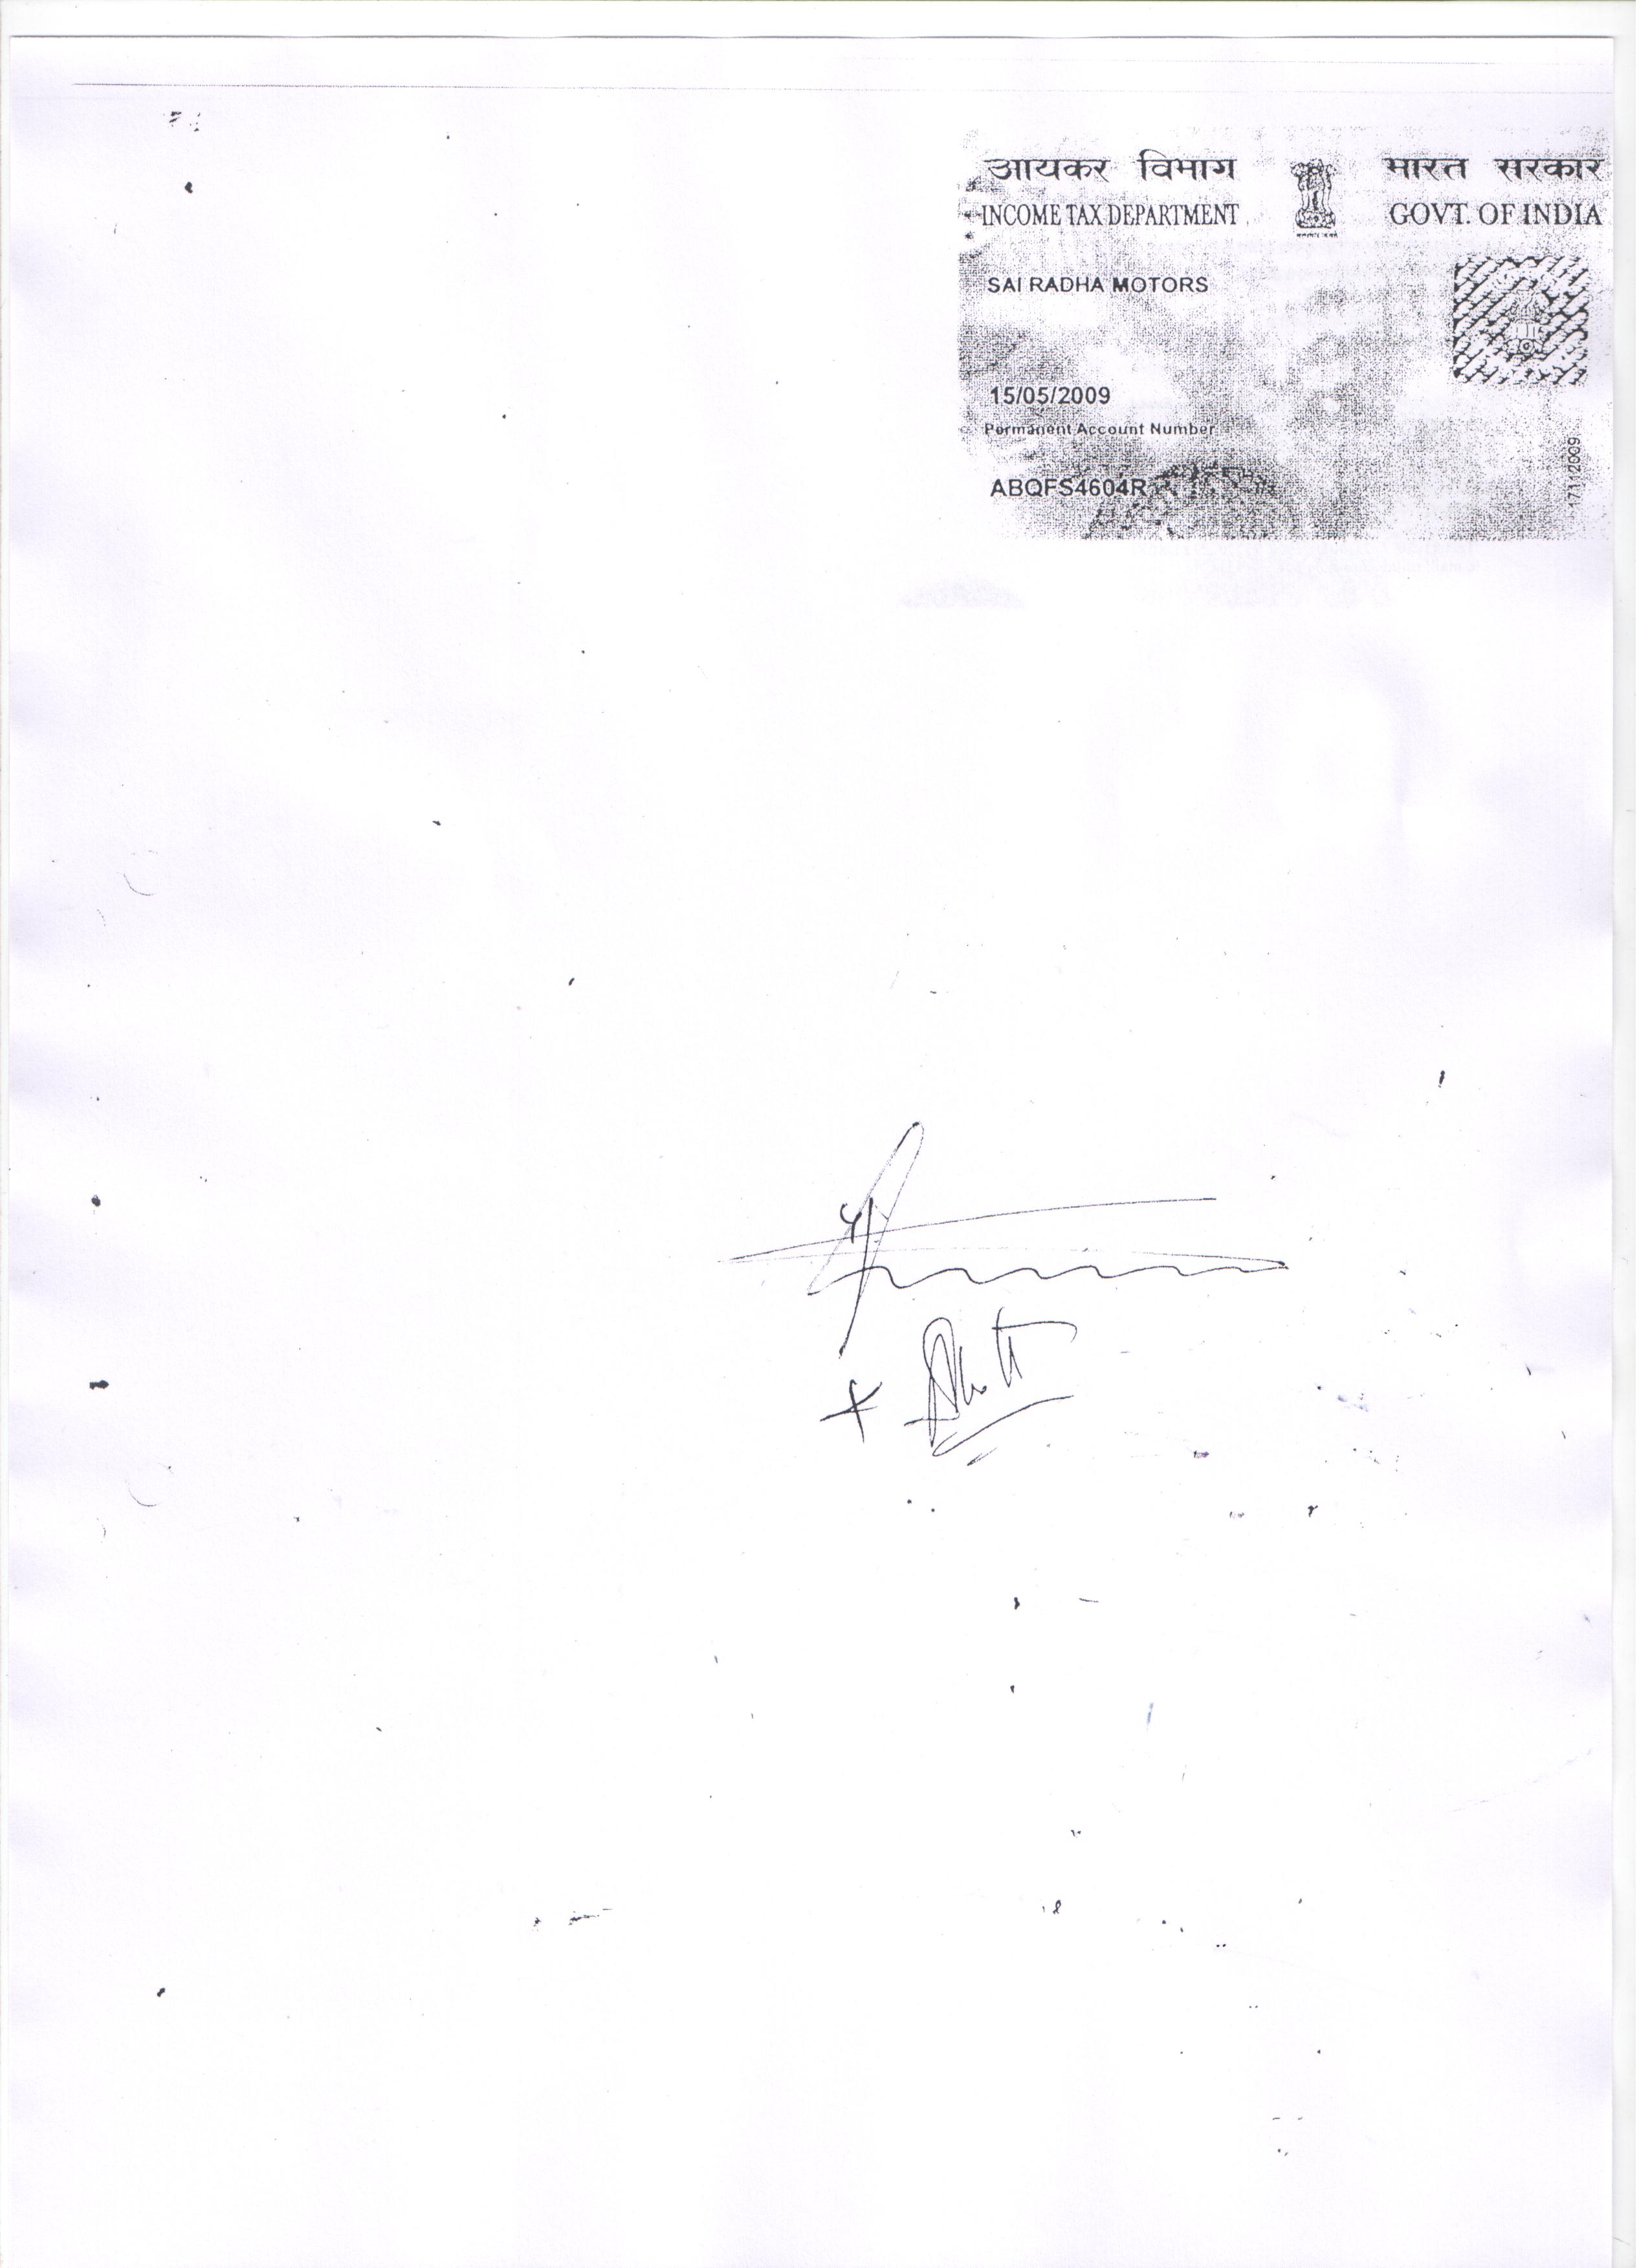 आयकर विभाग
INCOME TAX DEPARTMENT
भारत सरकार
GOVT. OF INDIA
SAI RADHA MOTORS
15/05/2009
Permanent Account Number
ABQFS4604R